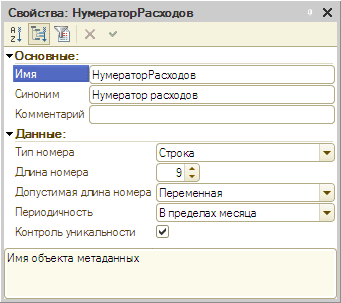 Свойства: НумераторРасходов
Основные:
Имя НумераторРасходов
Синоним Нумератор расходов
Комментарий
Данные:
Тип номера Строка
Длина номера 9
Допустимая длина номера Переменная
Периодичность В пределах месяца
Контроль уникальности
Имя объекта метаданных